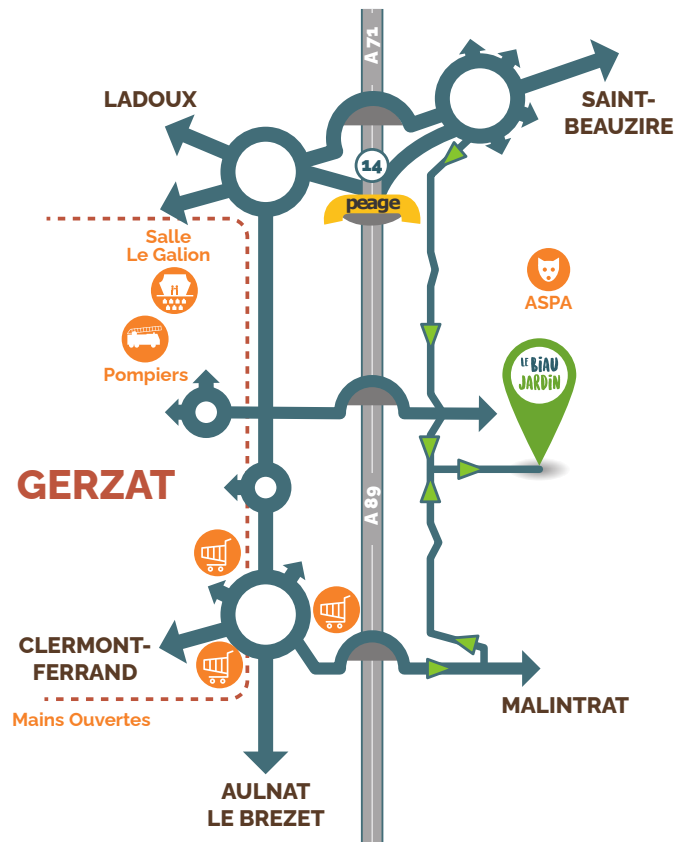 A 71
LADOUX
SAINT-
BEAUZIRE
14
peage
Salle
Le Galion
ASPA
Pompiers
LE BIAU
JARDIN
GERZAT
A 89
CLERMONT-
FERRAND
MALINTRAT
Mains Ouvertes
AULNAT
LE BREZET